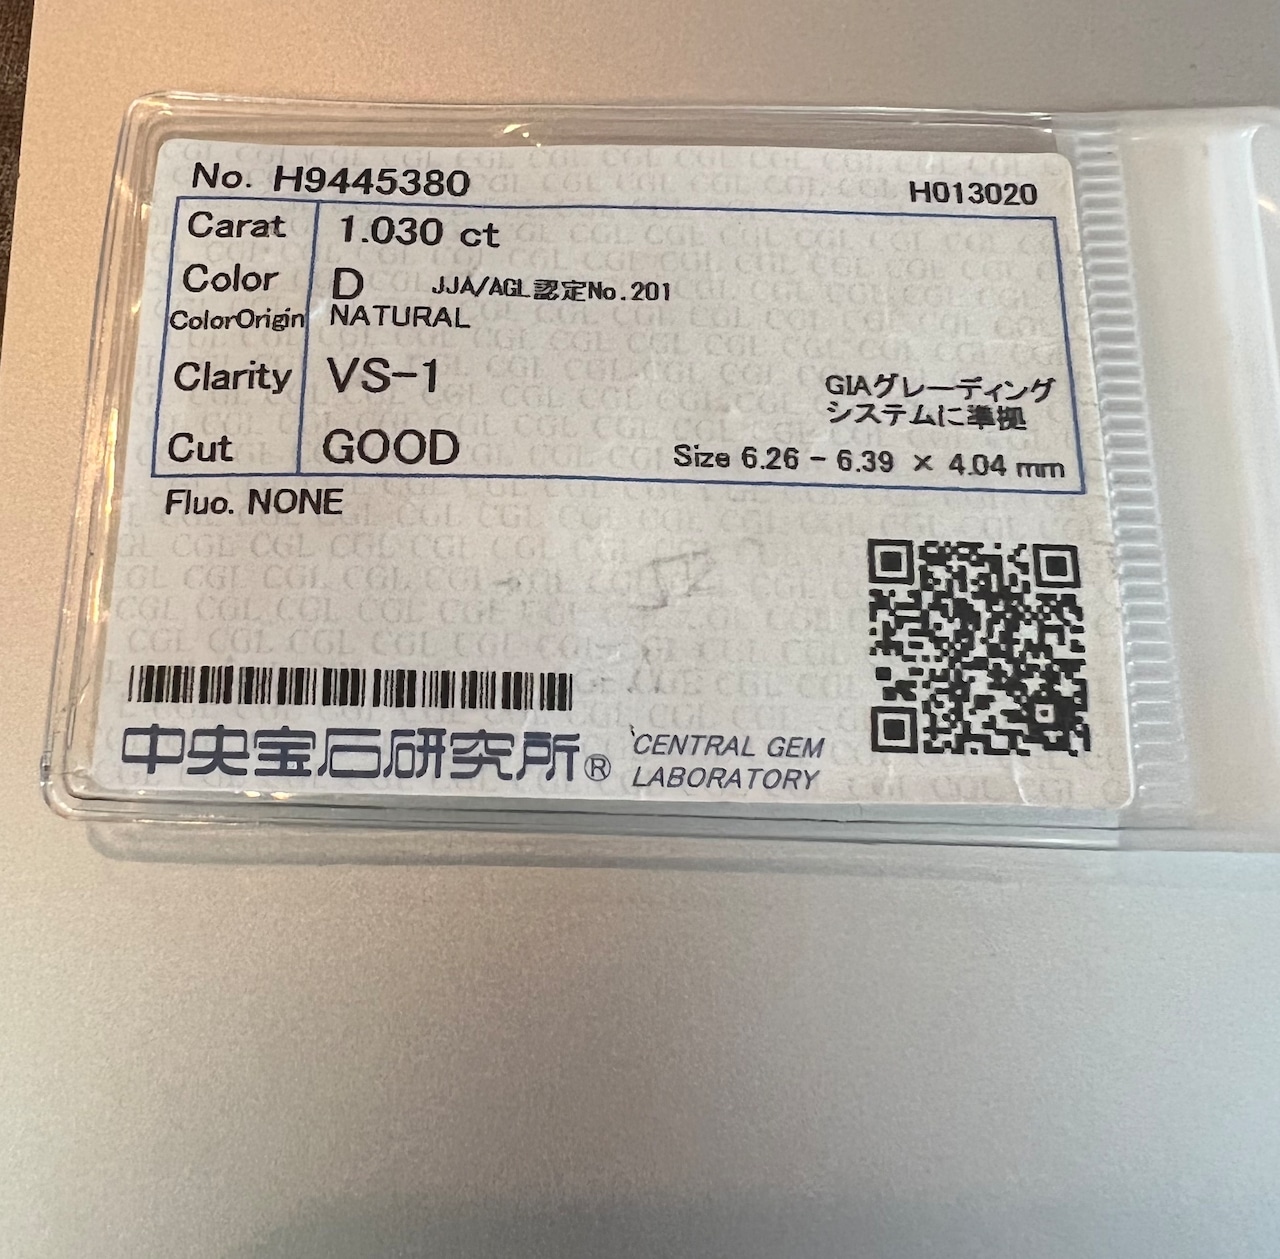 No. H9445380
H013020
Carat 1.030 ct
Color D JJA/AGL認定No.201
ColorOrigin NATURAL
Clarity VS-1
GIAグレーディング
システムに準拠
Cut GOOD
Size 6.26 - 6.39 × 4.04 mm
Fluo. NONE
中央宝石研究所® CENTRAL GEM
LABORATORY